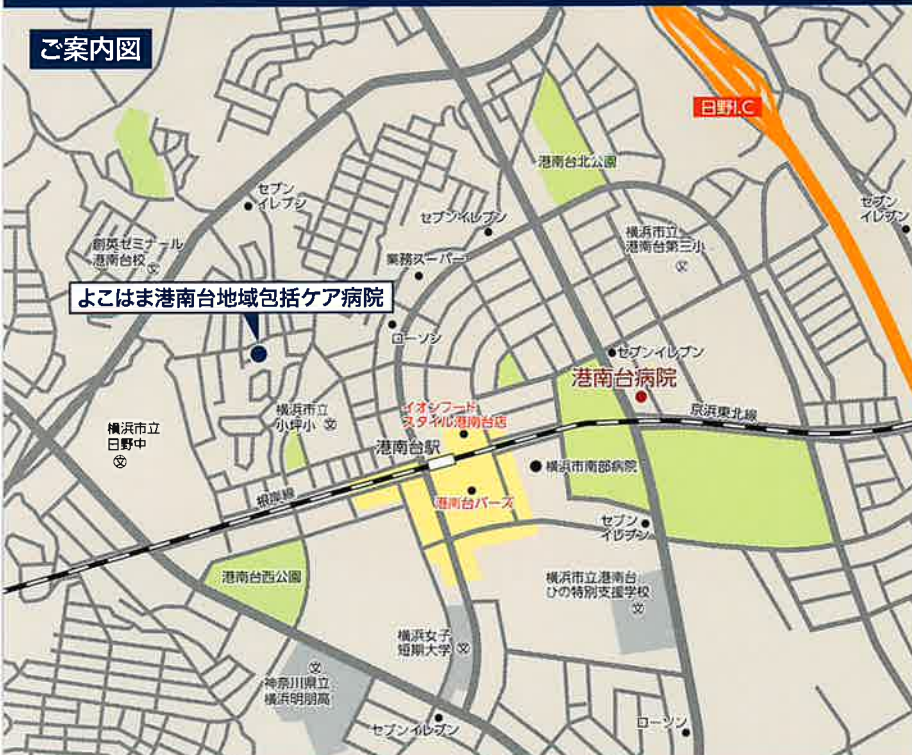 ご案内図
日野I.C
港南台北公園
セブン
イレブン
セブン
イレブン
セブンイレブン
横浜市立
港南台第三小
創英ゼミナール
港南台校
業務スーパー
よこはま港南台地域包括ケア病院
ローソン
セブンイレブン
港南台病院
横浜市立
小坪小
イオンフード
スタイル港南台店
京浜東北線
横浜市立
日野中
港南台駅
横浜市南部病院
根岸線
港南台バーズ
セブン
イレブン
港南台西公園
横浜市立港南台
ひの特別支援学校
横浜女子
短期大学
神奈川県立
横浜明朋高
セブンイレブン
ローソン